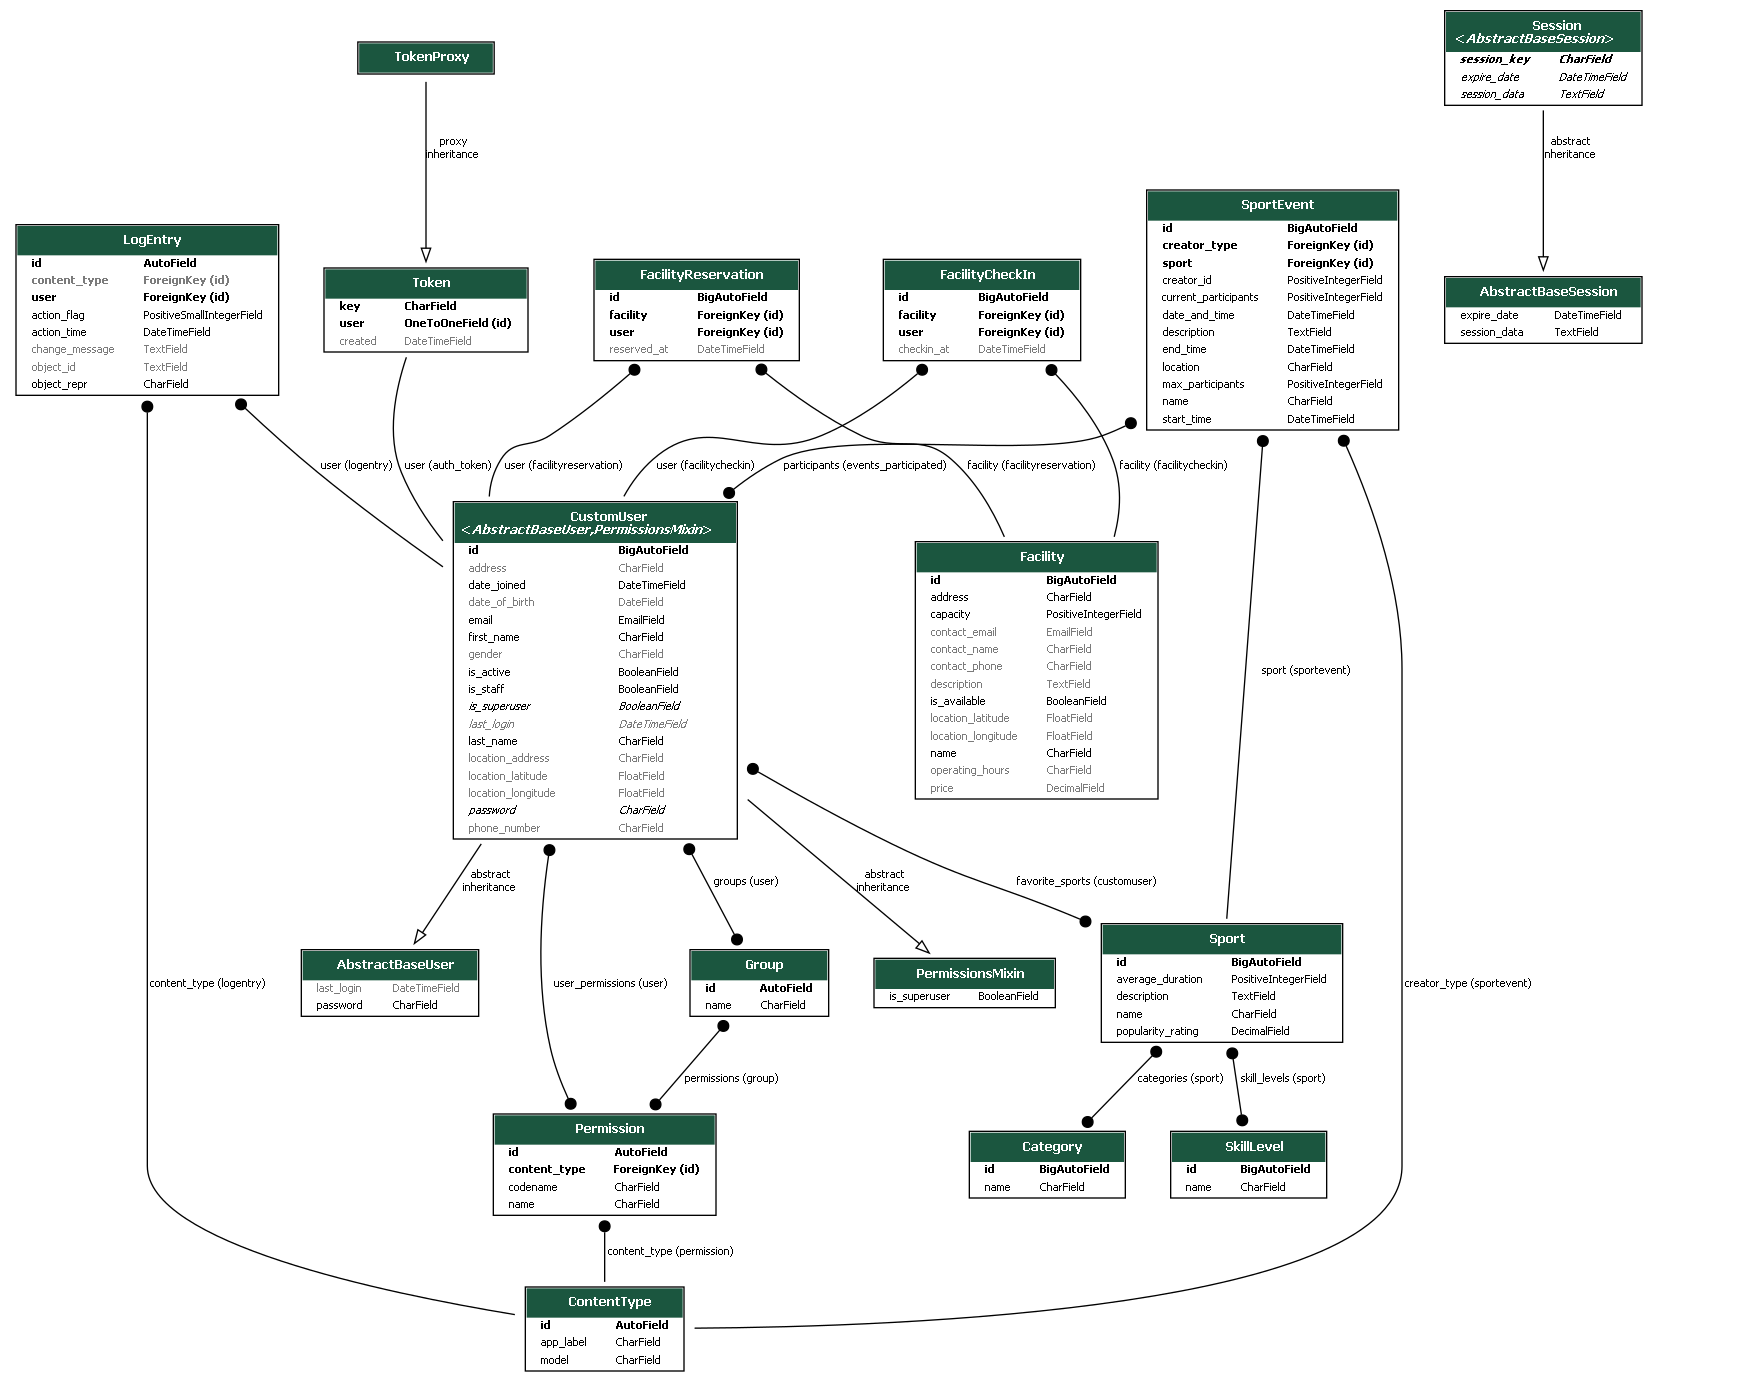 TokenProxy
proxy
inheritance
Session
<AbstractBaseSession>
session_key CharField
expire_date DateTimeField
session_data TextField
abstract
nheritance
LogEntry
id AutoField
content_type ForeignKey (id)
user ForeignKey (id)
action_flag PositiveSmallIntegerField
action_time DateTimeField
change_message TextField
object_id TextField
object_repr CharField
Token
key CharField
user OneToOneField (id)
created DateTimeField
FacilityReservation
id BigAutoField
facility ForeignKey (id)
user ForeignKey (id)
reserved_at DateTimeField
FacilityCheckIn
id BigAutoField
facility ForeignKey (id)
user ForeignKey (id)
checkin_at DateTimeField
SportEvent
id BigAutoField
creator_type ForeignKey (id)
sport ForeignKey (id)
creator_id PositiveIntegerField
current_participants PositiveIntegerField
date_and_time DateTimeField
description TextField
end_time DateTimeField
location CharField
max_participants PositiveIntegerField
name CharField
start_time DateTimeField
AbstractBaseSession
expire_date DateTimeField
session_data TextField
user (logentry)
user (auth_token)
user (facilityreservation)
user (facilitycheckin)
participants (events_participated)
facility (facilityreservation)
facility (facilitycheckin)
CustomUser
<AbstractBaseUser,PermissionsMixin>
id BigAutoField
address CharField
date_joined DateTimeField
date_of_birth DateField
email EmailField
first_name CharField
gender CharField
is_active BooleanField
is_staff BooleanField
is_superuser BooleanField
last_login DateTimeField
last_name CharField
location_address CharField
location_latitude FloatField
location_longitude FloatField
password CharField
phone_number CharField
Facility
id BigAutoField
address CharField
capacity PositiveIntegerField
contact_email EmailField
contact_name CharField
contact_phone CharField
description TextField
is_available BooleanField
location_latitude FloatField
location_longitude FloatField
name CharField
operating_hours CharField
price DecimalField
sport (sportevent)
abstract
inheritance
groups (user)
abstract
inheritance
favorite_sports (customuser)
AbstractBaseUser
last_login DateTimeField
password CharField
user_permissions (user)
Group
id AutoField
name CharField
PermissionsMixin
is_superuser BooleanField
Sport
id BigAutoField
average_duration PositiveIntegerField
description TextField
name CharField
popularity_rating DecimalField
content_type (logentry)
creator_type (sportevent)
permissions (group)
categories (sport)
skill_levels (sport)
Permission
id AutoField
content_type ForeignKey (id)
codename CharField
name CharField
Category
id BigAutoField
name CharField
SkillLevel
id BigAutoField
name CharField
content_type (permission)
ContentType
id AutoField
app_label CharField
model CharField